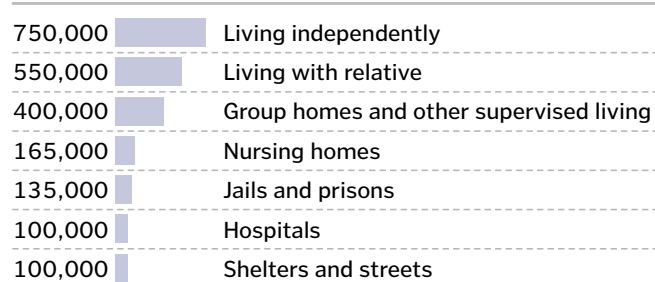 750,000 Living independently
550,000 Living with relative
400,000 Group homes and other supervised living
165,000 Nursing homes
135,000 Jails and prisons
100,000 Hospitals
100,000 Shelters and streets